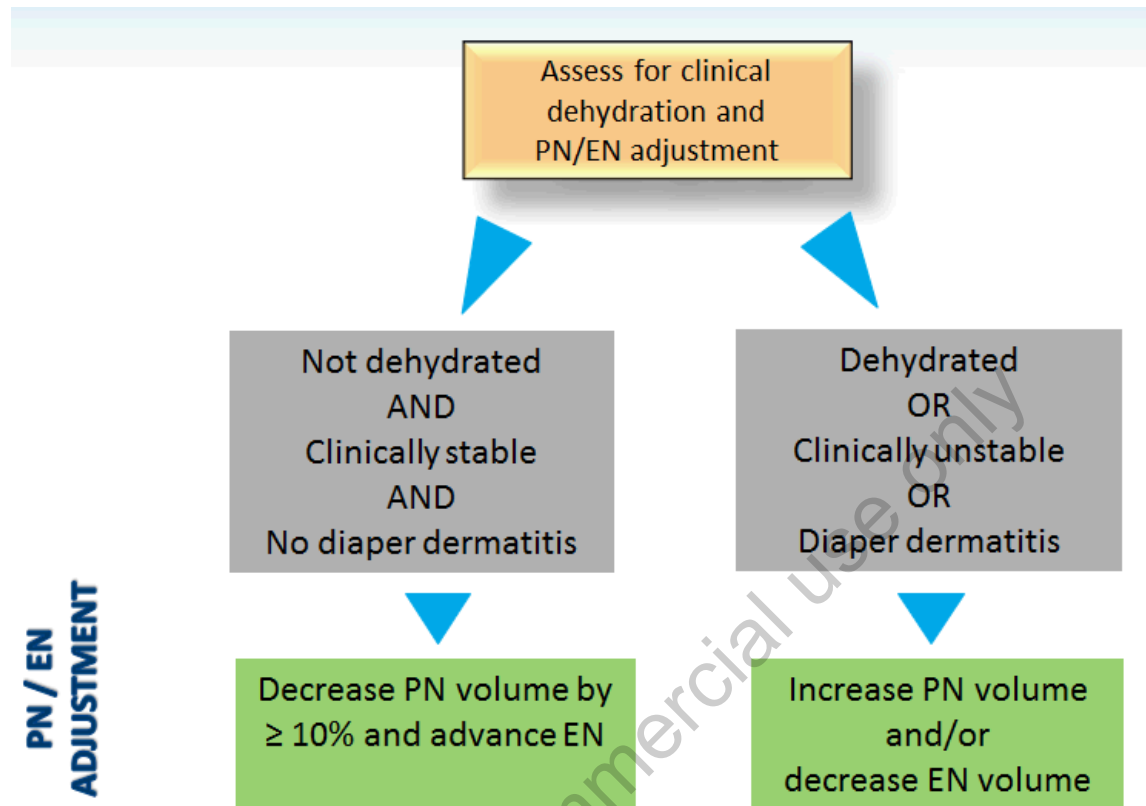 Assess for clinical
dehydration and
PN/EN adjustment
Not dehydrated
AND
Clinically stable
AND
No diaper dermatitis
Dehydrated
OR
Clinically unstable
OR
Diaper dermatitis
PN / EN
ADJUSTMENT
Decrease PN volume by
≥ 10% and advance EN
Increase PN volume
and/or
decrease EN volume
use only